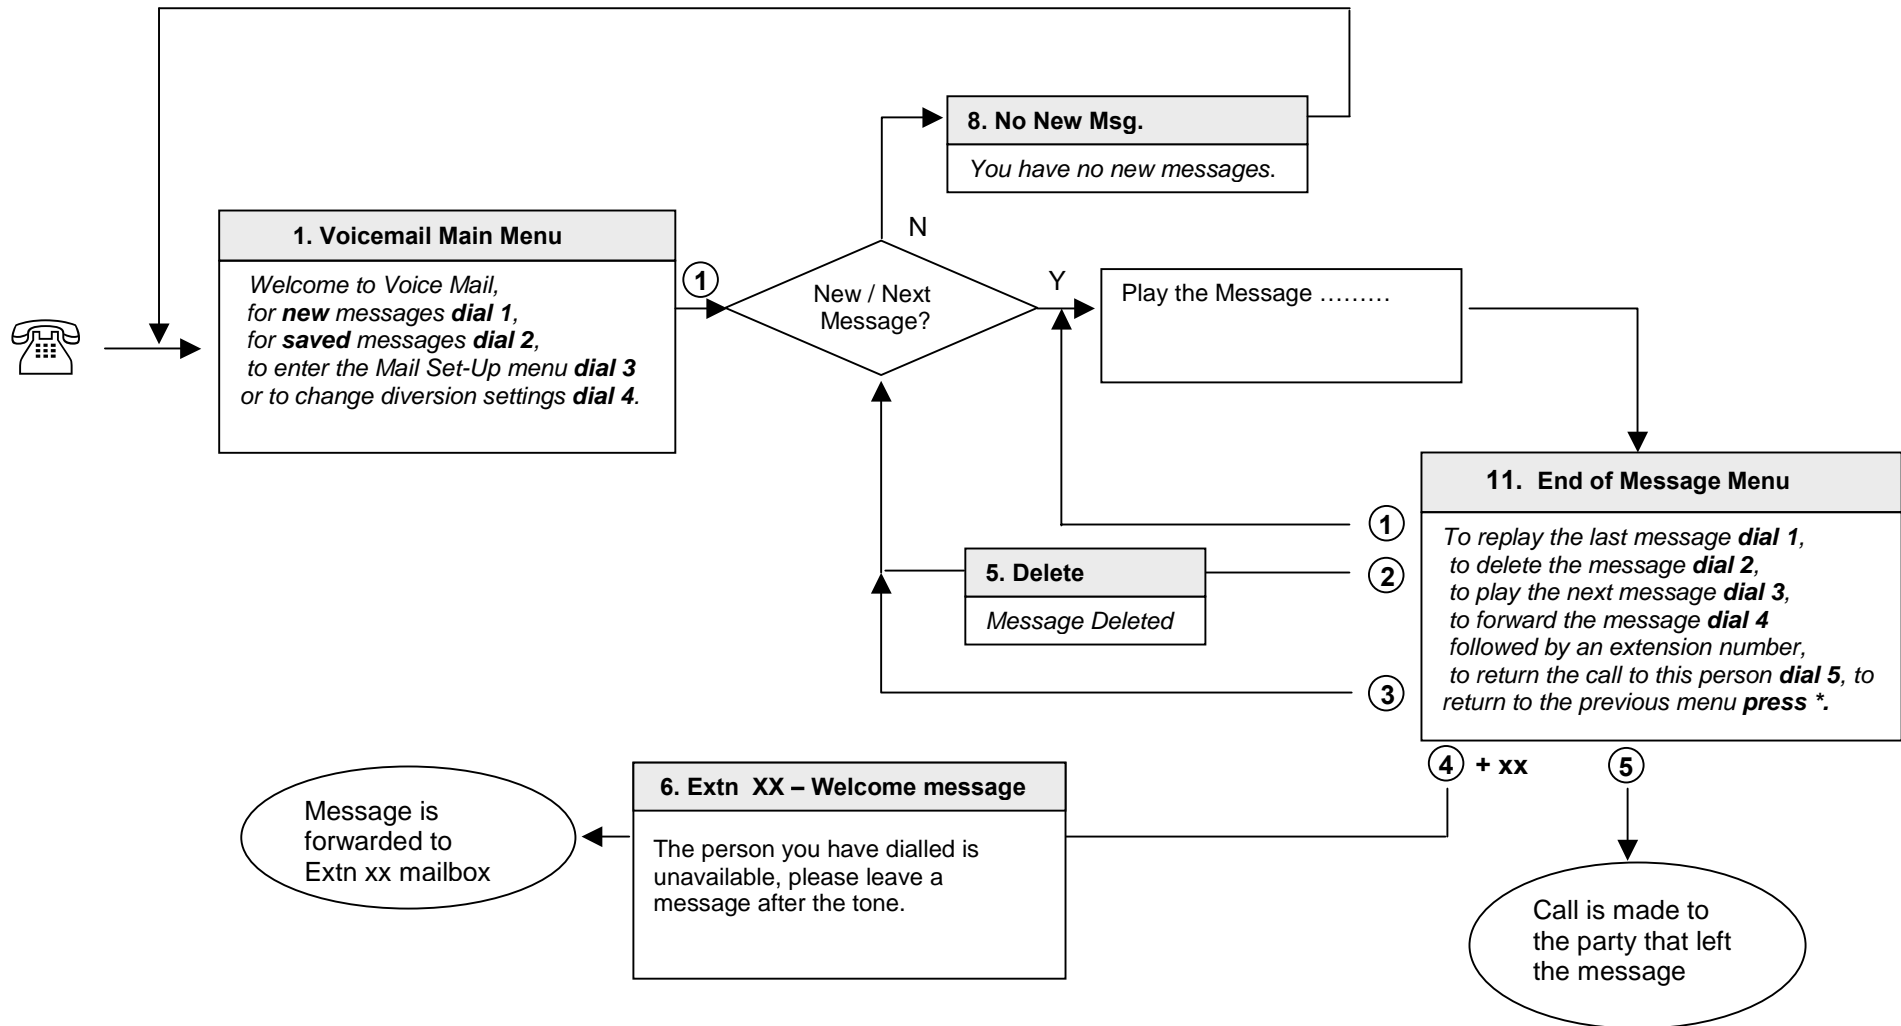 8. No New Msg.
You have no new messages.
N
1. Voicemail Main Menu
Welcome to Voice Mail,
for new messages dial 1,
for saved messages dial 2,
to enter the Mail Set-Up menu dial 3
or to change diversion settings dial 4.
1
New / Next
Message?
Y
Play the Message ………
11. End of Message Menu
To replay the last message dial 1,
to delete the message dial 2,
to play the next message dial 3,
to forward the message dial 4
followed by an extension number,
to return the call to this person dial 5, to
return to the previous menu press *.
1
5. Delete
Message Deleted
2
3
4 + xx
5
6. Extn XX – Welcome message
The person you have dialled is
unavailable, please leave a
message after the tone.
Message is
forwarded to
Extn xx mailbox
Call is made to
the party that left
the message